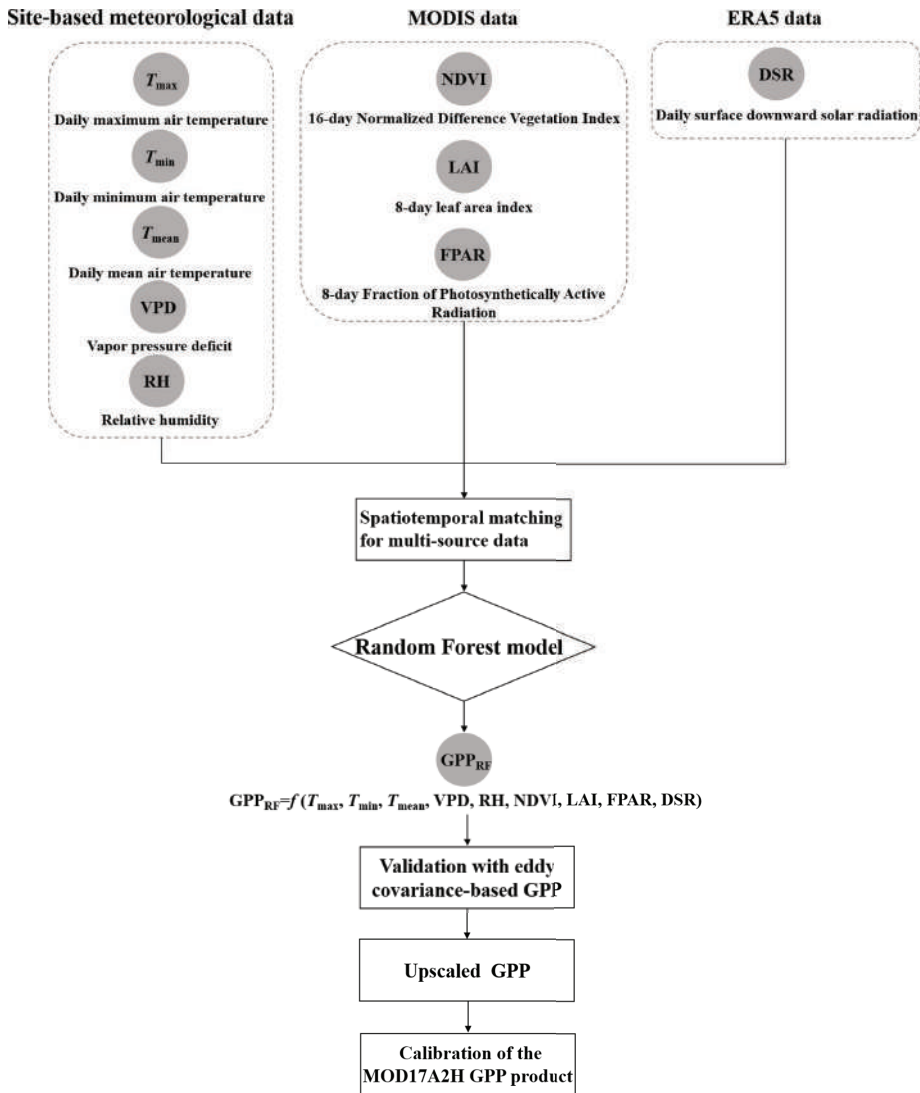 Site-based meteorological data
Tmax
Daily maximum air temperature
Tmin
Daily minimum air temperature
Tmean
Daily mean air temperature
VPD
Vapor pressure deficit
RH
Relative humidity
MODIS data
NDVI
16-day Normalized Difference Vegetation Index
LAI
8-day leaf area index
FPAR
8-day Fraction of Photosynthetically Active
Radiation
ERA5 data
DSR
Daily surface downward solar radiation
Spatiotemporal matching
for multi-source data
Random Forest model
GPPRF
GPPRF=f (Tmax, Tmin, Tmean, VPD, RH, NDVI, LAI, FPAR, DSR)
Validation with eddy
covariance-based GPP
Upscaled GPP
Calibration of the
MOD17A2H GPP product